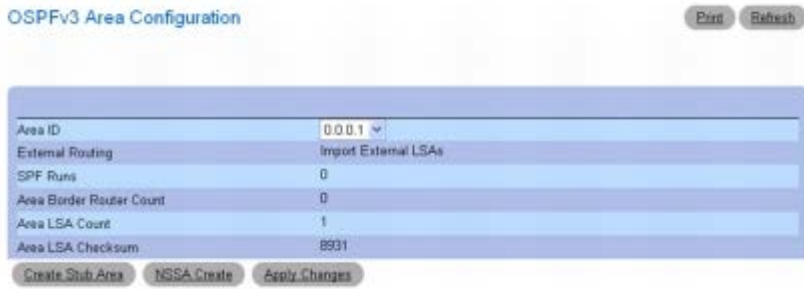 OSPFv3 Area Configuration
Print Refresh
Area ID 0.0.0.1
External Routing Import External LSAs
SPF Runs 0
Area Border Router Count 0
Area LSA Count 1
Area LSA Checksum 8931
Create Stub Area NSSA Create Apply Changes